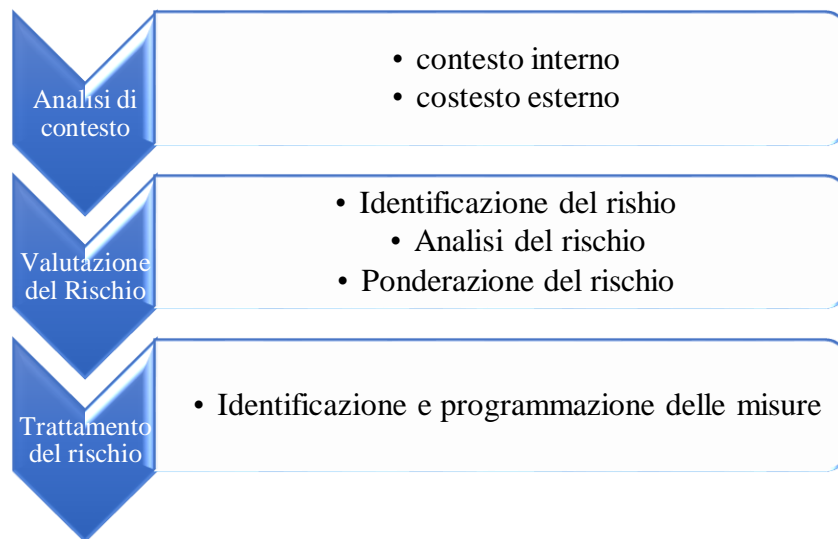 Analisi di
contesto
• contesto interno
• costesto esterno
Valutazione
del Rischio
• Identificazione del rishio
• Analisi del rischio
• Ponderazione del rischio
Trattamento
del rischio
• Identificazione e programmazione delle misure